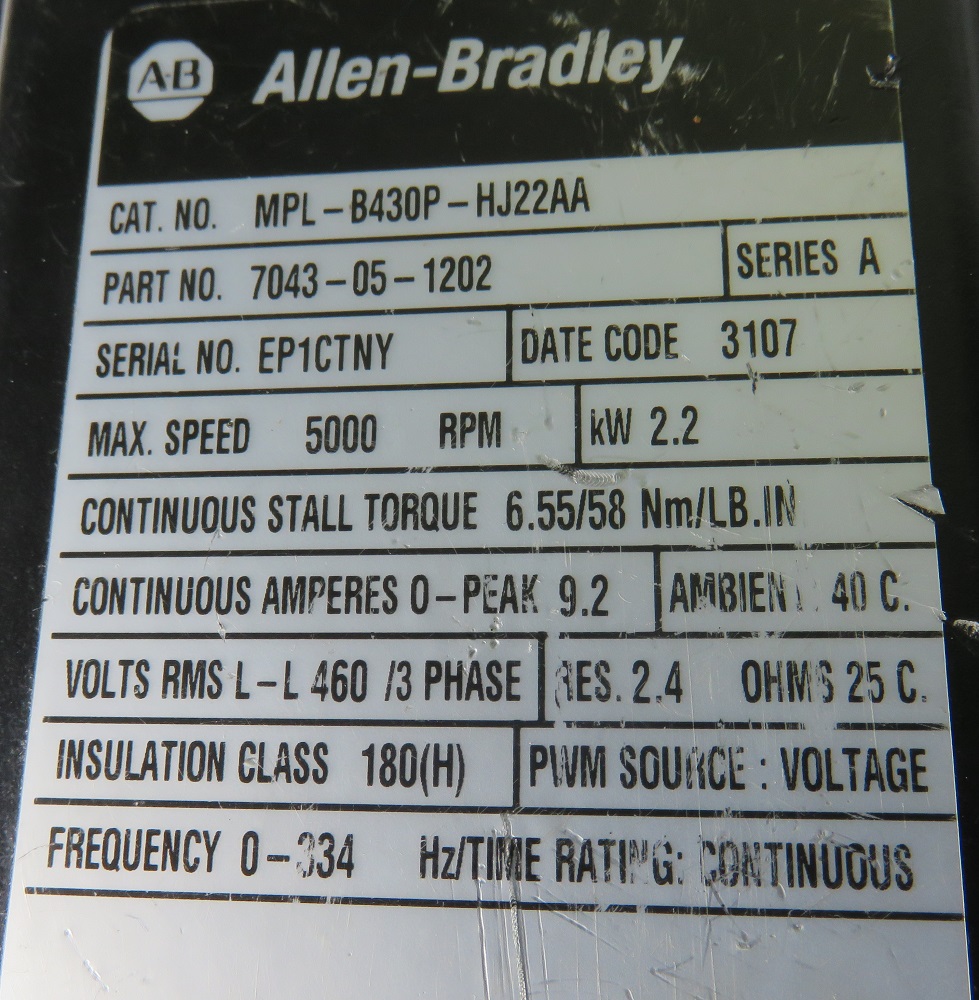 A-B Allen-Bradley
CAT. NO. MPL-B430P-HJ22AA
PART NO. 7043-05-1202 SERIES A
SERIAL NO. EP1CTNY DATE CODE 3107
MAX. SPEED 5000 RPM kW 2.2
CONTINUOUS STALL TORQUE 6.55/58 Nm/LB.IN
CONTINUOUS AMPERES 0-PEAK 9.2 AMBIENT 40 C.
VOLTS RMS L-L 460 /3 PHASE RES. 2.4 OHMS 25 C.
INSULATION CLASS 180(H) PWM SOURCE : VOLTAGE
FREQUENCY 0-334 Hz/TIME RATING: CONTINUOUS